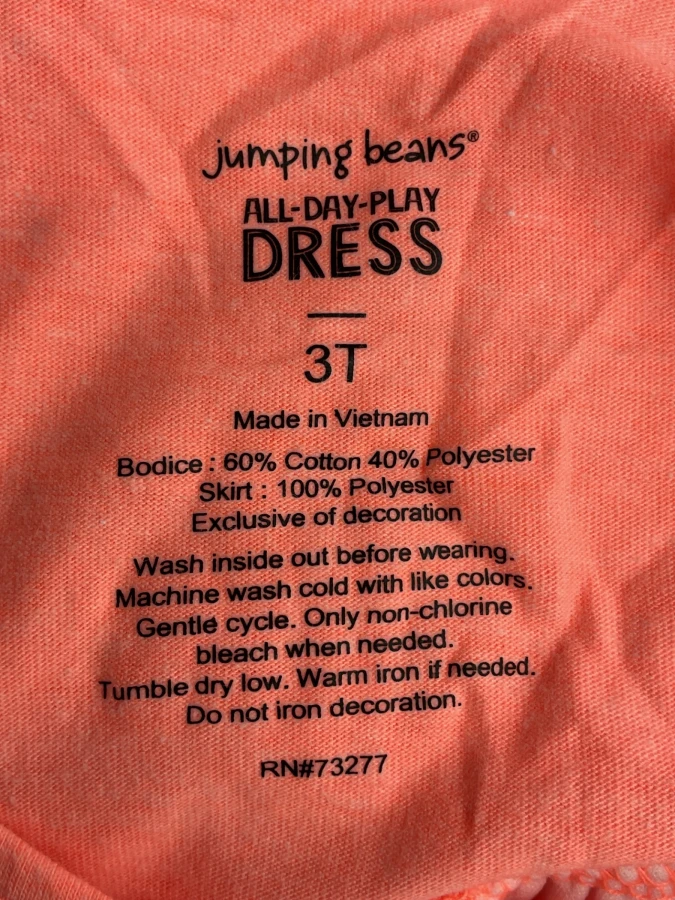 jumping beans®
ALL-DAY-PLAY
DRESS
3T
Made in Vietnam
Bodice : 60% Cotton 40% Polyester
Skirt : 100% Polyester
Exclusive of decoration
Wash inside out before wearing.
Machine wash cold with like colors.
Gentle cycle. Only non-chlorine
bleach when needed.
Tumble dry low. Warm iron if needed.
Do not iron decoration.
RN#73277